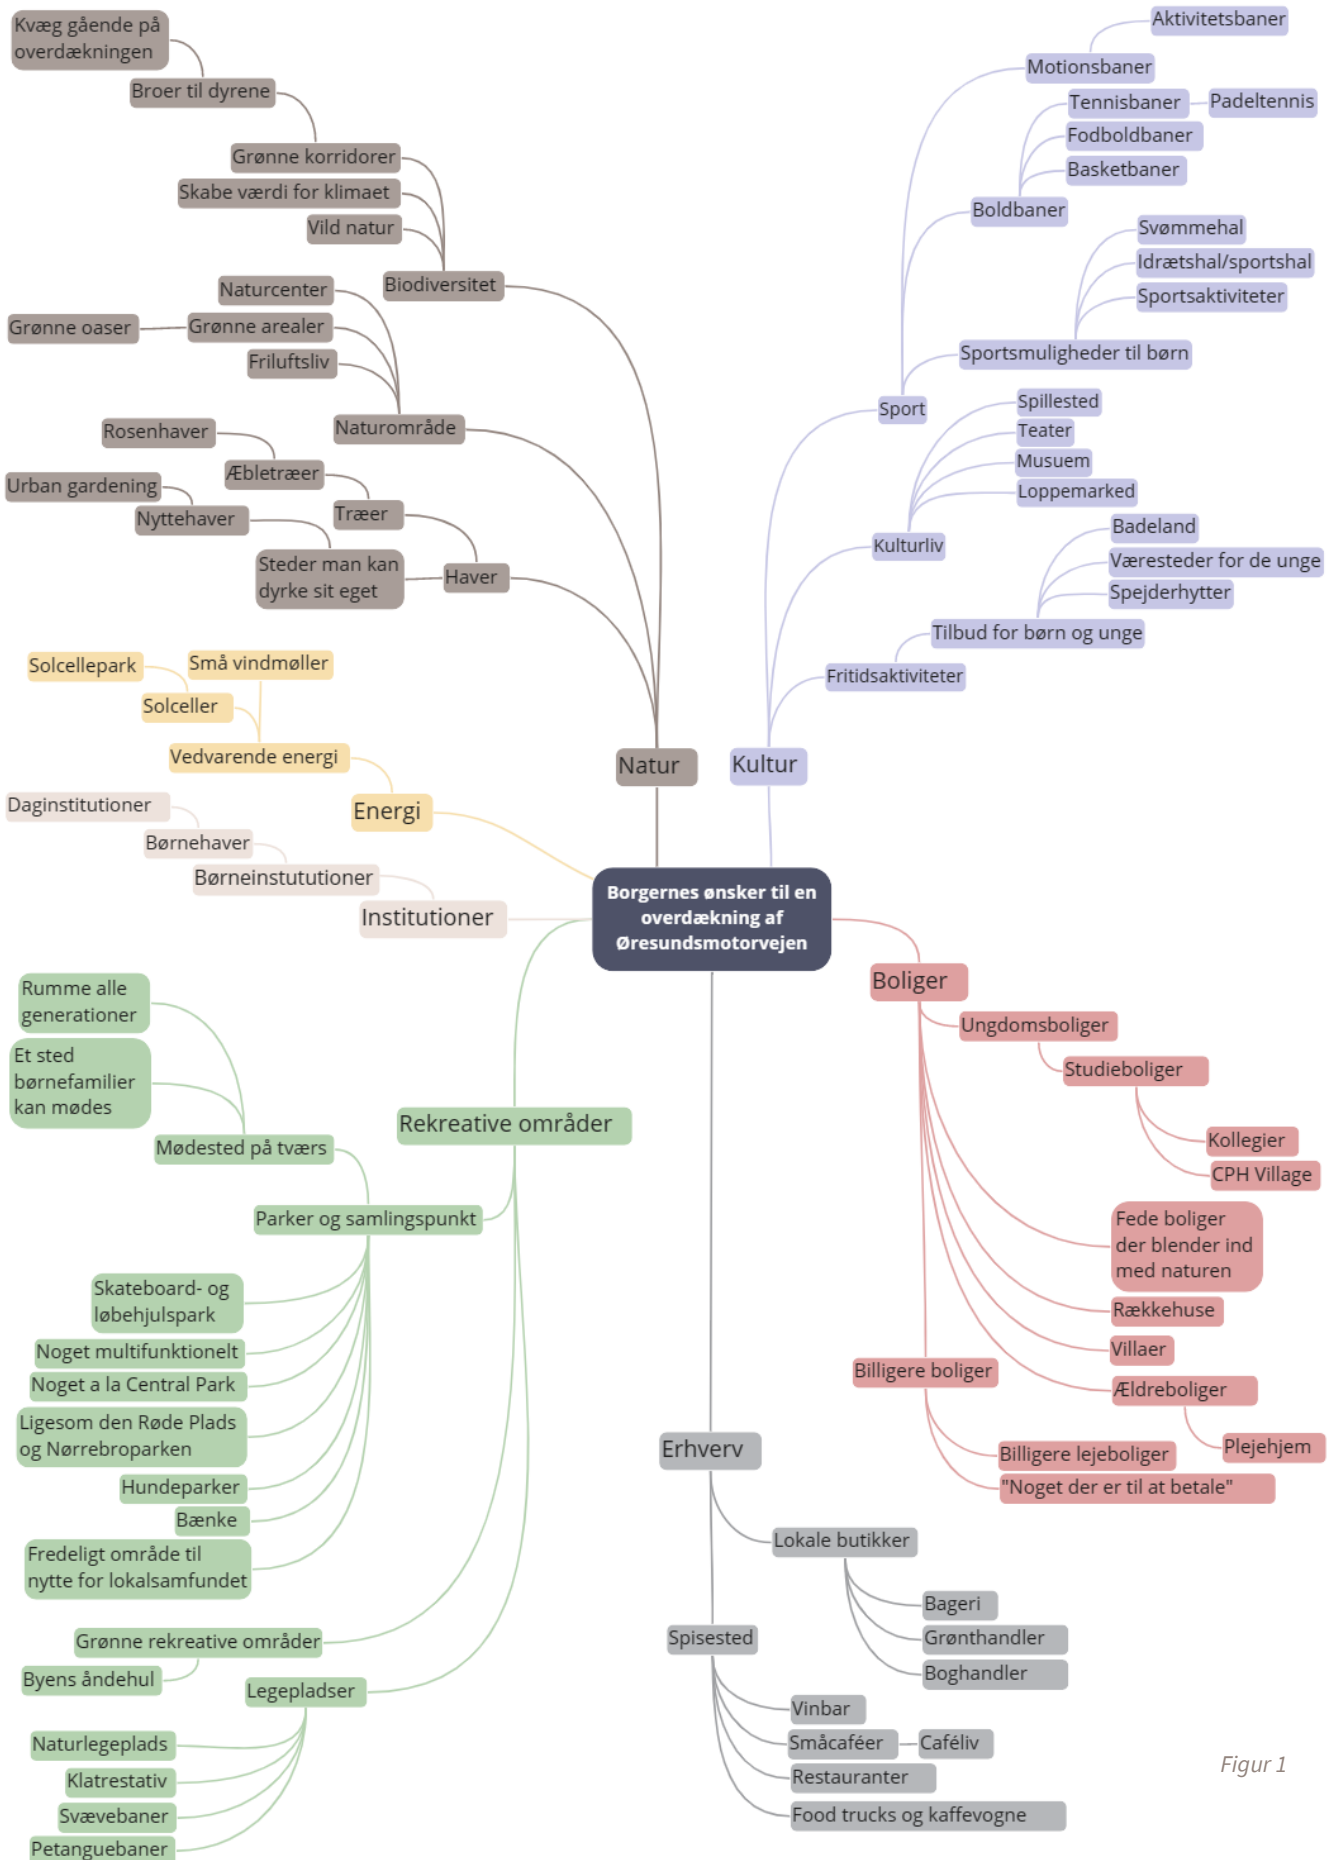 Kvæg gående på
overdækningen
Broer til dyrene
Grønne korridorer
Skabe værdi for klimaet
Vild natur
Biodiversitet
Naturcenter
Grønne oaser
Grønne arealer
Friluftsliv
Naturområde
Rosenhaver
Æbletræer
Urban gardening
Nyttehaver
Træer
Steder man kan
dyrke sit eget
Haver
Natur
Aktivitetsbaner
Motionsbaner
Tennisbaner
Padeltennis
Fodboldbaner
Basketbaner
Boldbaner
Svømmehal
Idrætshal/sportshal
Sportsaktiviteter
Sportsmuligheder til børn
Sport
Spillested
Teater
Musuem
Loppemarked
Kulturliv
Badeland
Væresteder for de unge
Spejderhytter
Tilbud for børn og unge
Fritidsaktiviteter
Kultur
Solcellepark
Små vindmøller
Solceller
Vedvarende energi
Energi
Daginstitutioner
Børnehaver
Børneinstututioner
Institutioner
Borgernes ønsker til en
overdækning af
Øresundsmotorvejen
Rumme alle
generationer
Et sted
børnefamilier
kan mødes
Mødested på tværs
Rekreative områder
Parker og samlingspunkt
Skateboard- og
løbehjulspark
Noget multifunktionelt
Noget a la Central Park
Ligesom den Røde Plads
og Nørrebroparken
Hundeparker
Bænke
Fredeligt område til
nytte for lokalsamfundet
Grønne rekreative områder
Byens åndehul
Legepladser
Naturlegeplads
Klatrestativ
Svævebaner
Petanguebaner
Boliger
Ungdomsboliger
Studieboliger
Kollegier
CPH Village
Fede boliger
der blender ind
med naturen
Rækkehuse
Villaer
Billigere boliger
Ældreboliger
Plejehjem
Billigere lejeboliger
"Noget der er til at betale"
Erhverv
Lokale butikker
Bageri
Grønthandler
Boghandler
Spisested
Vinbar
Småcaféer
Caféliv
Restauranter
Food trucks og kaffevogne
Figur 1